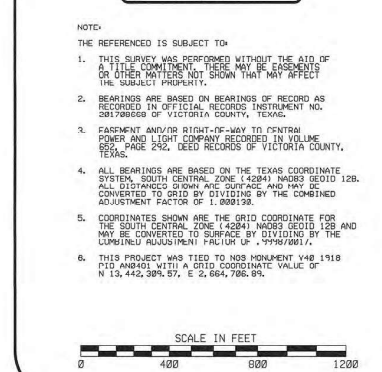 NOTE:
THE REFERENCED IS SUBJECT TO:
1. THIS SURVEY WAS PERFORMED WITHOUT THE AID OF
A TITLE COMMITMENT. THERE MAY BE EASEMENTS
OR OTHER MATTERS NOT SHOWN THAT MAY AFFECT
THE SUBJECT PROPERTY.
2. BEARINGS ARE BASED ON BEARINGS OF RECORD AS
RECORDED IN OFFICIAL RECORDS INSTRUMENT NO.
201708668 OF VICTORIA COUNTY, TEXAS.
3. EASEMENT AND/OR RIGHT-OF-WAY TO CENTRAL
POWER AND LIGHT COMPANY RECORDED IN VOLUME
652, PAGE 292, DEED RECORDS OF VICTORIA COUNTY,
TEXAS.
4. ALL BEARINGS ARE BASED ON THE TEXAS COORDINATE
SYSTEM, SOUTH CENTRAL ZONE (4204) NAD83 GEOID 12B.
ALL DISTANCES SHOWN ARE SURFACE AND MAY BE
CONVERTED TO GRID BY DIVIDING BY THE COMBINED
ADJUSTMENT FACTOR OF 1.000130.
5. COORDINATES SHOWN ARE THE GRID COORDINATE FOR
THE SOUTH CENTRAL ZONE (4204) NAD83 GEOID 12B AND
MAY BE CONVERTED TO SURFACE BY DIVIDING BY THE
COMBINED ADJUSTMENT FACTOR OF .99987017.
6. THIS PROJECT WAS TIED TO NGS MONUMENT Y40 1918
PID AN0401 WITH A GRID COORDINATE VALUE OF
N 13,442,309.57, E 2,664,706.89.
SCALE IN FEET
0 400 800 1200